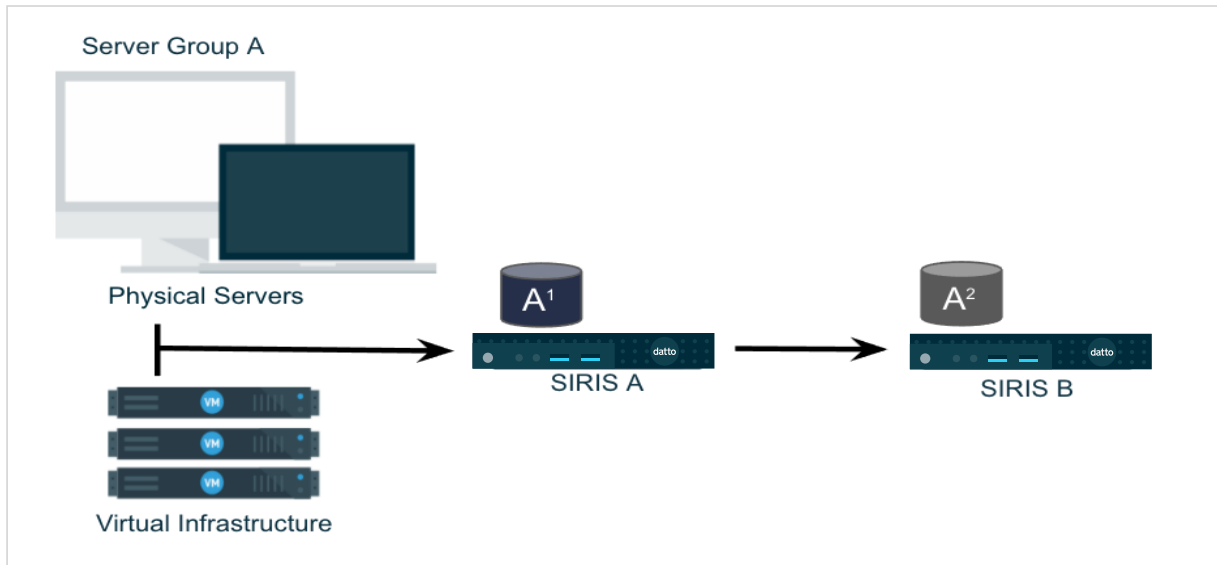 Server Group A
Physical Servers
A¹
A²
datto
datto
SIRIS A
SIRIS B
VM
VM
VM
Virtual Infrastructure